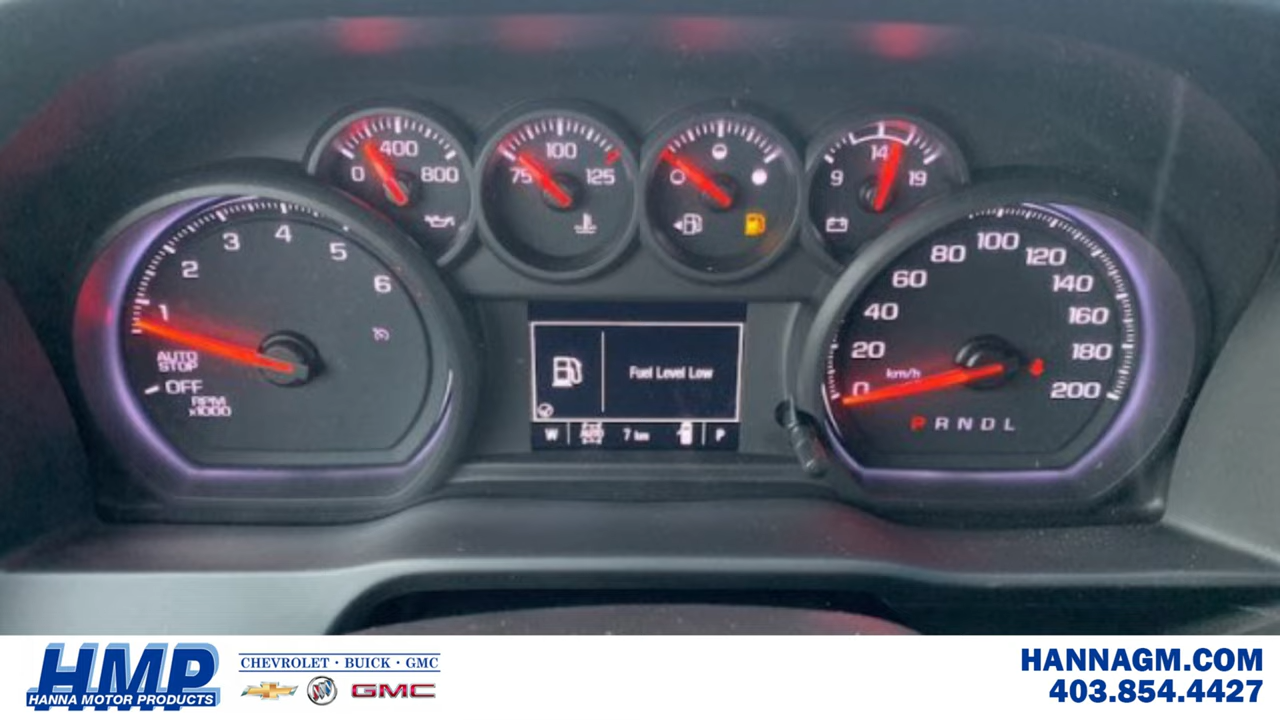 0
400
800
75
100
125
9
14
19
1
2
3
4
5
6
AUTO
STOP
OFF
RPM
x1000
Fuel Level Low
W
AUTO
7 km
P
0
20
40
60
80
100
120
140
160
180
200
km/h
P R N D L
HMP
HANNA MOTOR PRODUCTS
CHEVROLET · BUICK · GMC
GMC
HANNAGM.COM
403.854.4427